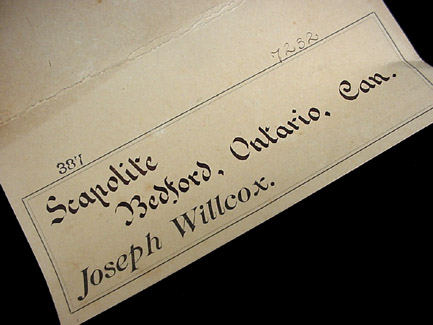 7232
387
Scapolite
Bedford, Ontario, Can.
Joseph Willcox.